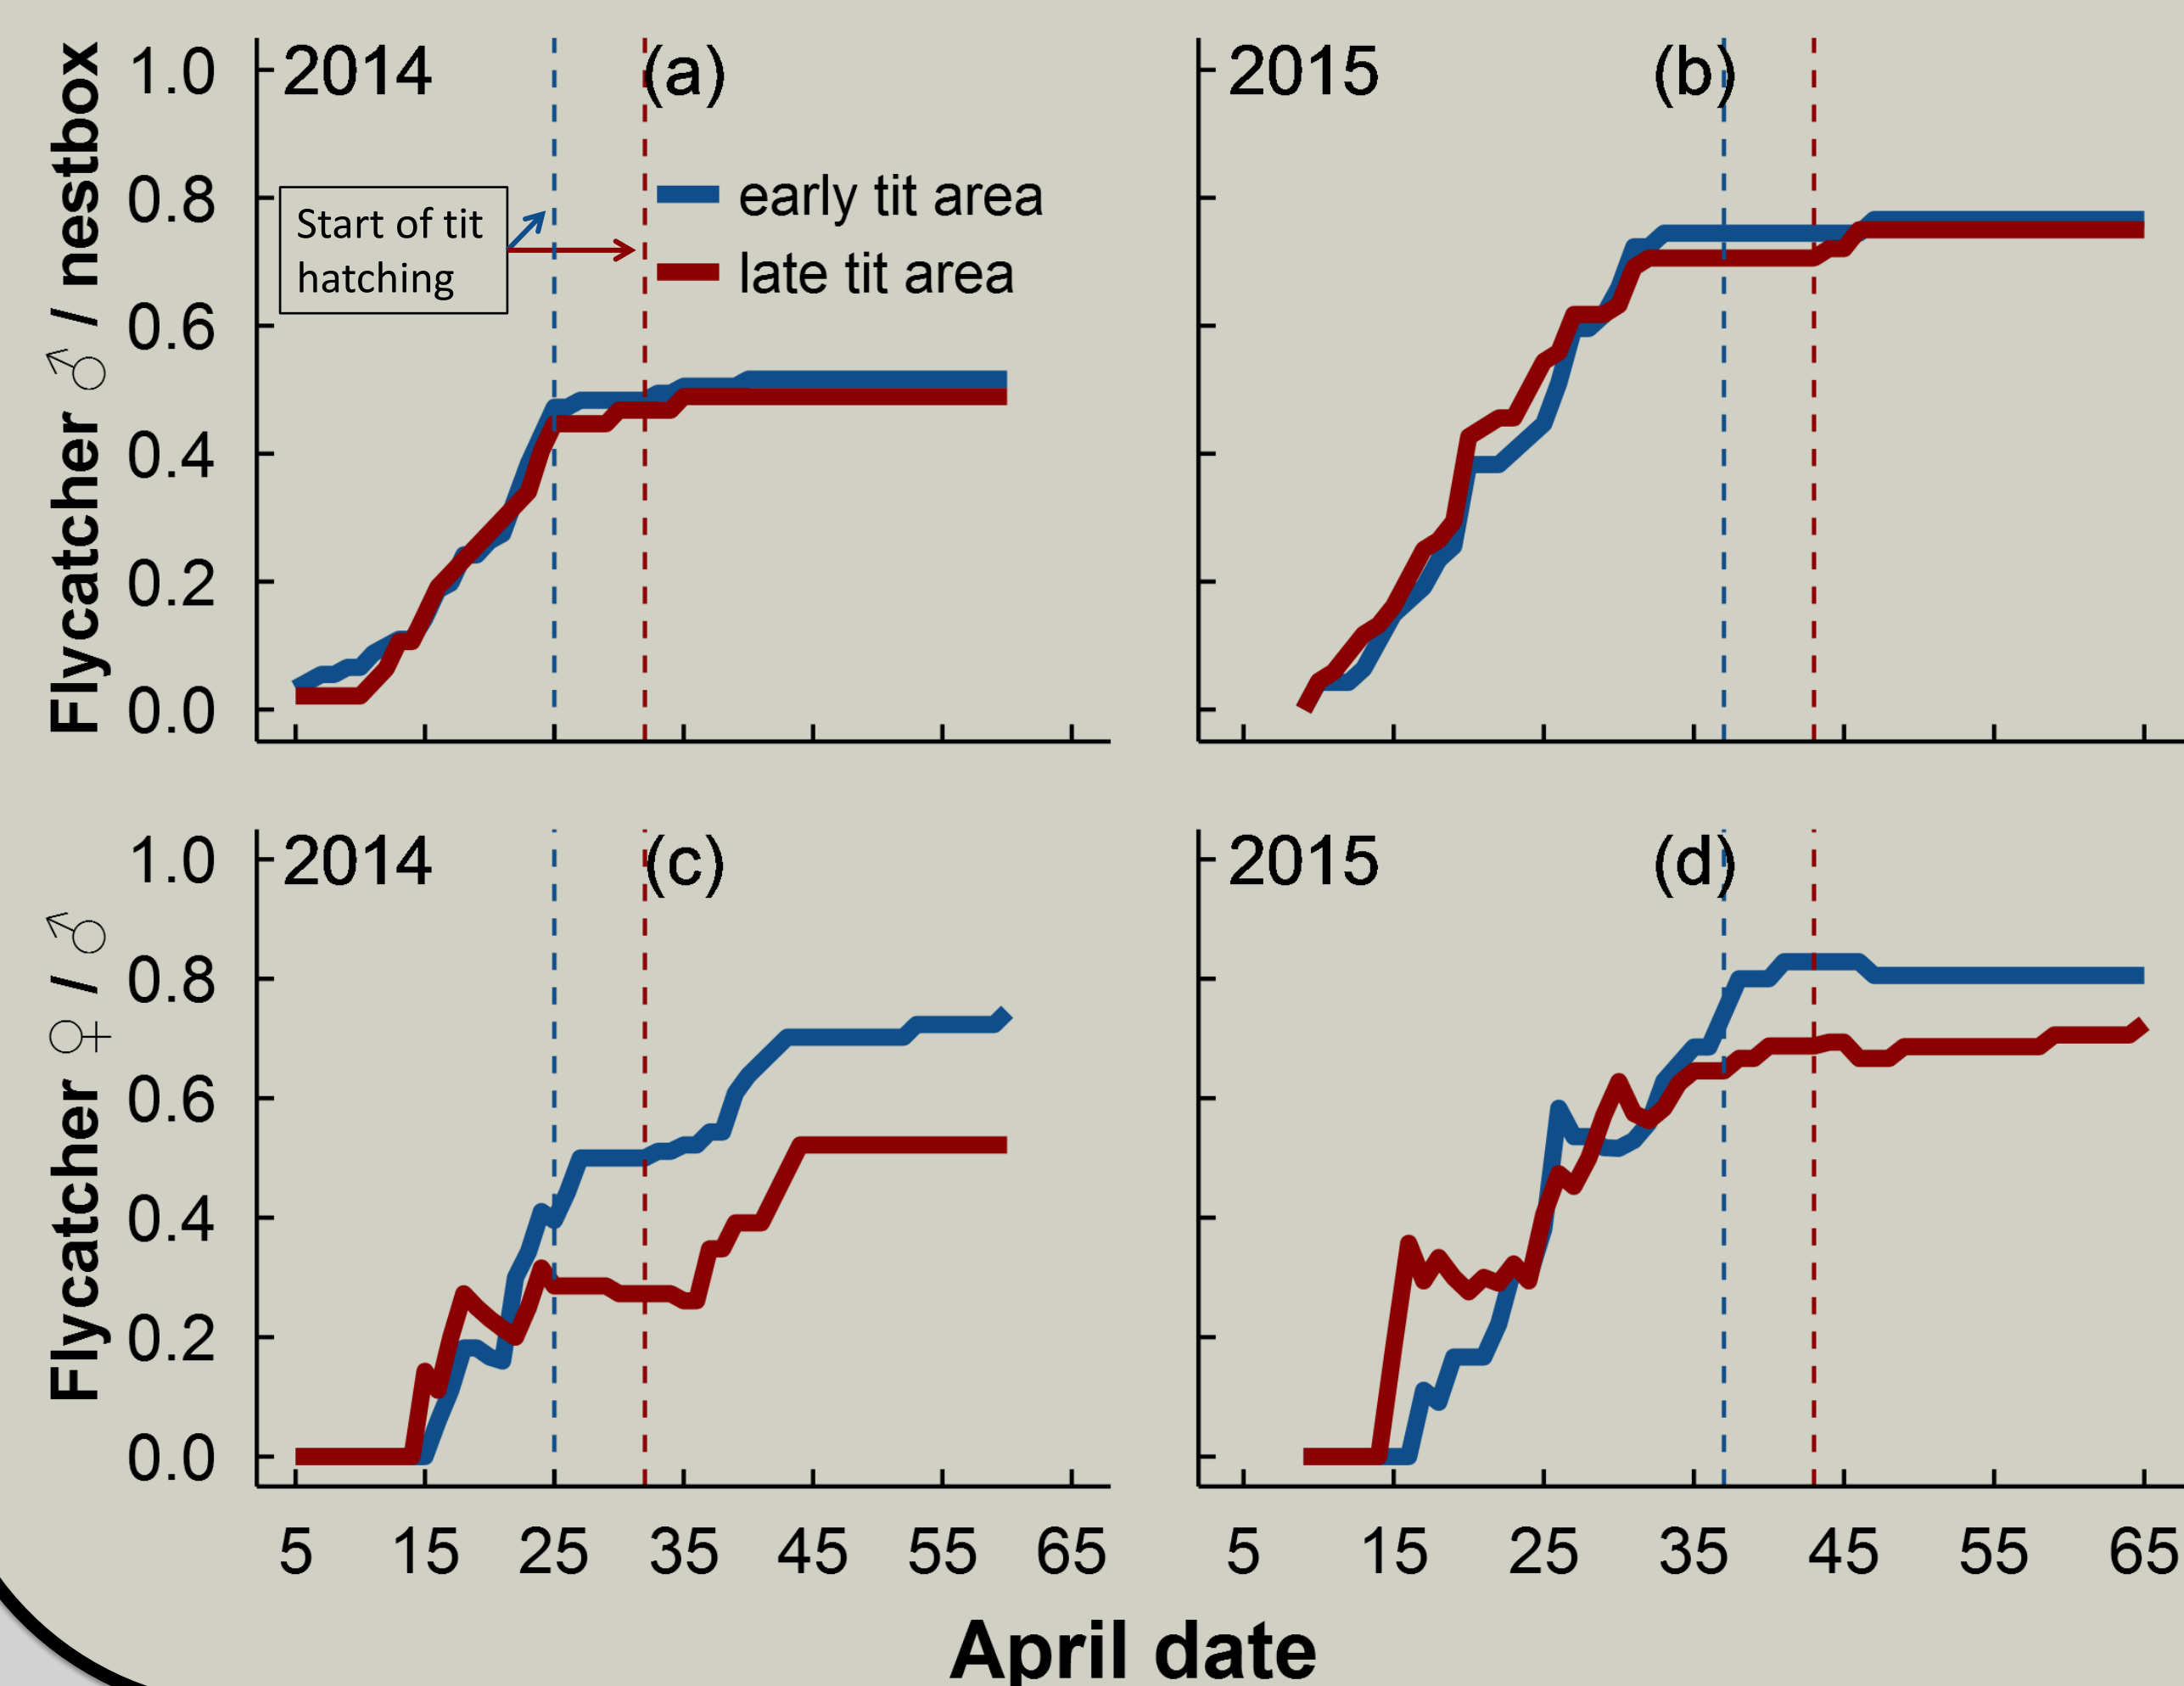 Flycatcher ♂ / nestbox
1.0
0.8
0.6
0.4
0.2
0.0
2014
(a)
Start of tit
hatching
early tit area
late tit area
2015
(b)
Flycatcher ♀ / ♂
1.0
0.8
0.6
0.4
0.2
0.0
2014
(c)
2015
(d)
5 15 25 35 45 55 65
5 15 25 35 45 55 65
April date